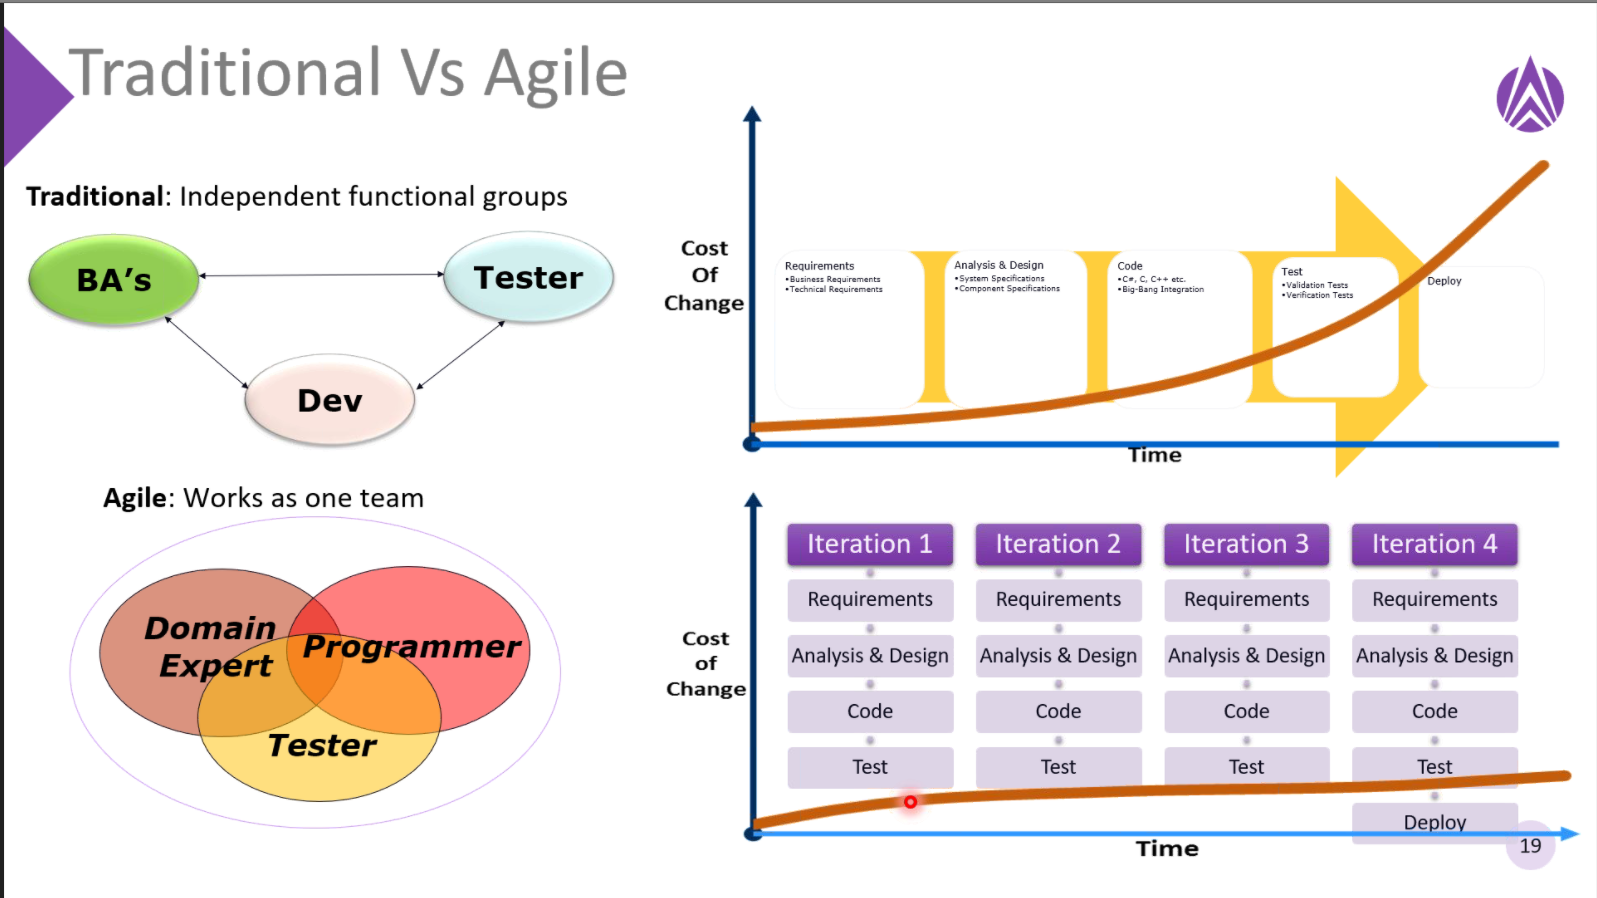 Traditional Vs Agile
Traditional: Independent functional groups
BA's
Tester
Dev
Agile: Works as one team
Domain
Expert
Programmer
Tester
Cost
Of
Change
Requirements
•Business Requirements
•Technical Requirements
Analysis & Design
•System Specifications
•Component Specifications
Code
•C#, C, C++ etc.
•Big-Bang Integration
Test
•Validation Tests
•Verification Tests
Deploy
Time
Cost
of
Change
Iteration 1
Requirements
Analysis & Design
Code
Test
Iteration 2
Requirements
Analysis & Design
Code
Test
Iteration 3
Requirements
Analysis & Design
Code
Test
Iteration 4
Requirements
Analysis & Design
Code
Test
Deploy
Time
19